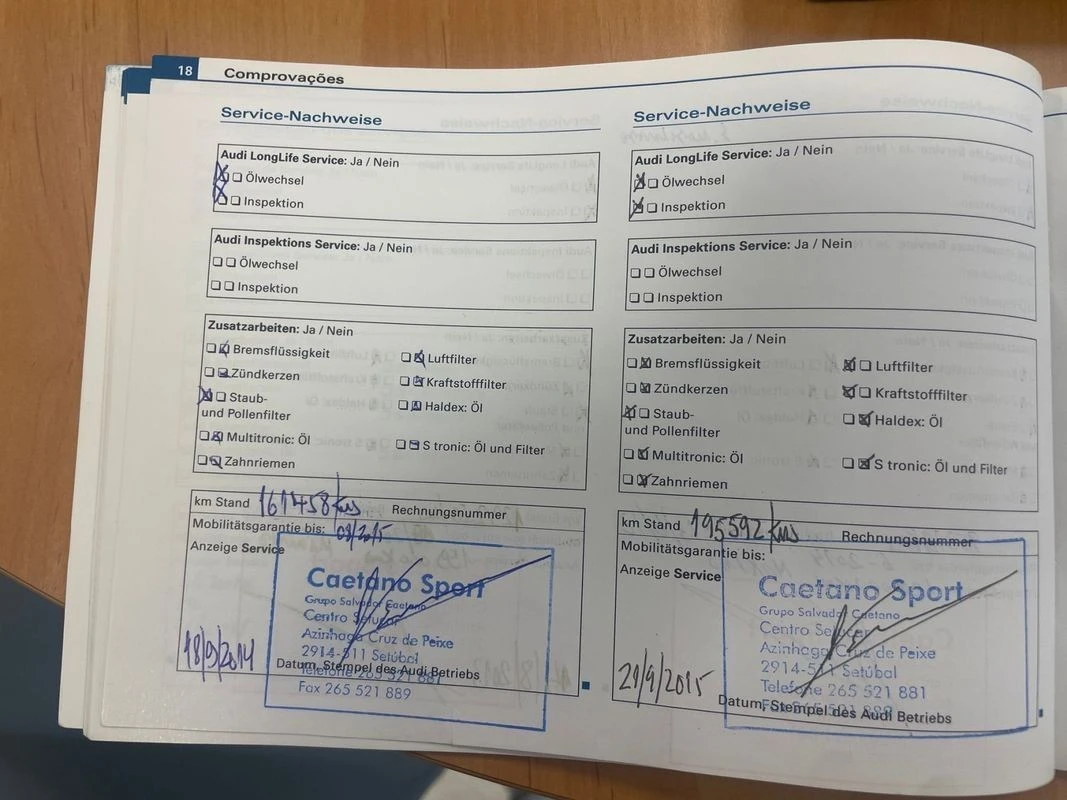 18 Comprovações
Service-Nachweise
Audi LongLife Service: Ja / Nein
Ölwechsel
Inspektion
Audi Inspektions Service: Ja / Nein
Ölwechsel
Inspektion
Zusatzarbeiten: Ja / Nein
Bremsflüssigkeit
Luftfilter
Zündkerzen
Kraftstofffilter
Staub-
und Pollenfilter
Haldex: Öl
Multitronic: Öl
S tronic: Öl und Filter
Zahnriemen
km Stand 161458 kms Rechnungsnummer
Mobilitätsgarantie bis: 09/2015
Anzeige Service
Caetano Sport
Grupo Salvador Caetano
Centro Selucar
Azinhaga Cruz de Peixe
2914-511 Setúbal
Telefone 265 521 881
Fax 265 521 889
18/9/2014
Datum, Stempel des Audi Betriebs
Service-Nachweise
Audi LongLife Service: Ja / Nein
Ölwechsel
Inspektion
Audi Inspektions Service: Ja / Nein
Ölwechsel
Inspektion
Zusatzarbeiten: Ja / Nein
Bremsflüssigkeit
Luftfilter
Zündkerzen
Kraftstofffilter
Staub-
und Pollenfilter
Haldex: Öl
Multitronic: Öl
S tronic: Öl und Filter
Zahnriemen
km Stand 195592 kms Rechnungsnummer
Mobilitätsgarantie bis:
Anzeige Service
Caetano Sport
Grupo Salvador Caetano
Centro Selucar
Azinhaga Cruz de Peixe
2914-511 Setúbal
Telefone 265 521 881
Fax 265 521 889
21/9/2015
Datum, Stempel des Audi Betriebs